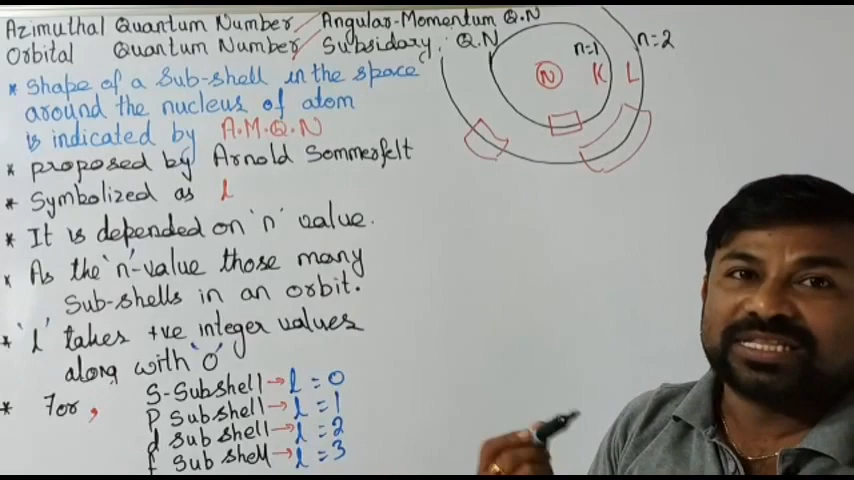 Azimuthal Quantum Number / Angular-Momentum Q.N
Orbital Quantum Number / Subsidary. Q.N
* Shape of a Sub-shell in the space
around the nucleus of atom
is indicated by A.M.Q.N
* proposed by Arnold Sommerfelt
* Symbolized as l
* It is depended on 'n' value.
* As the 'n'-value those many
Sub-shells in an orbit.
* 'l' takes +ve integer values
along with '0'
* For, S-Subshell → l = 0
P Subshell → l = 1
d Subshell → l = 2
f Sub shell → l = 3
n=1
n=2
N K L